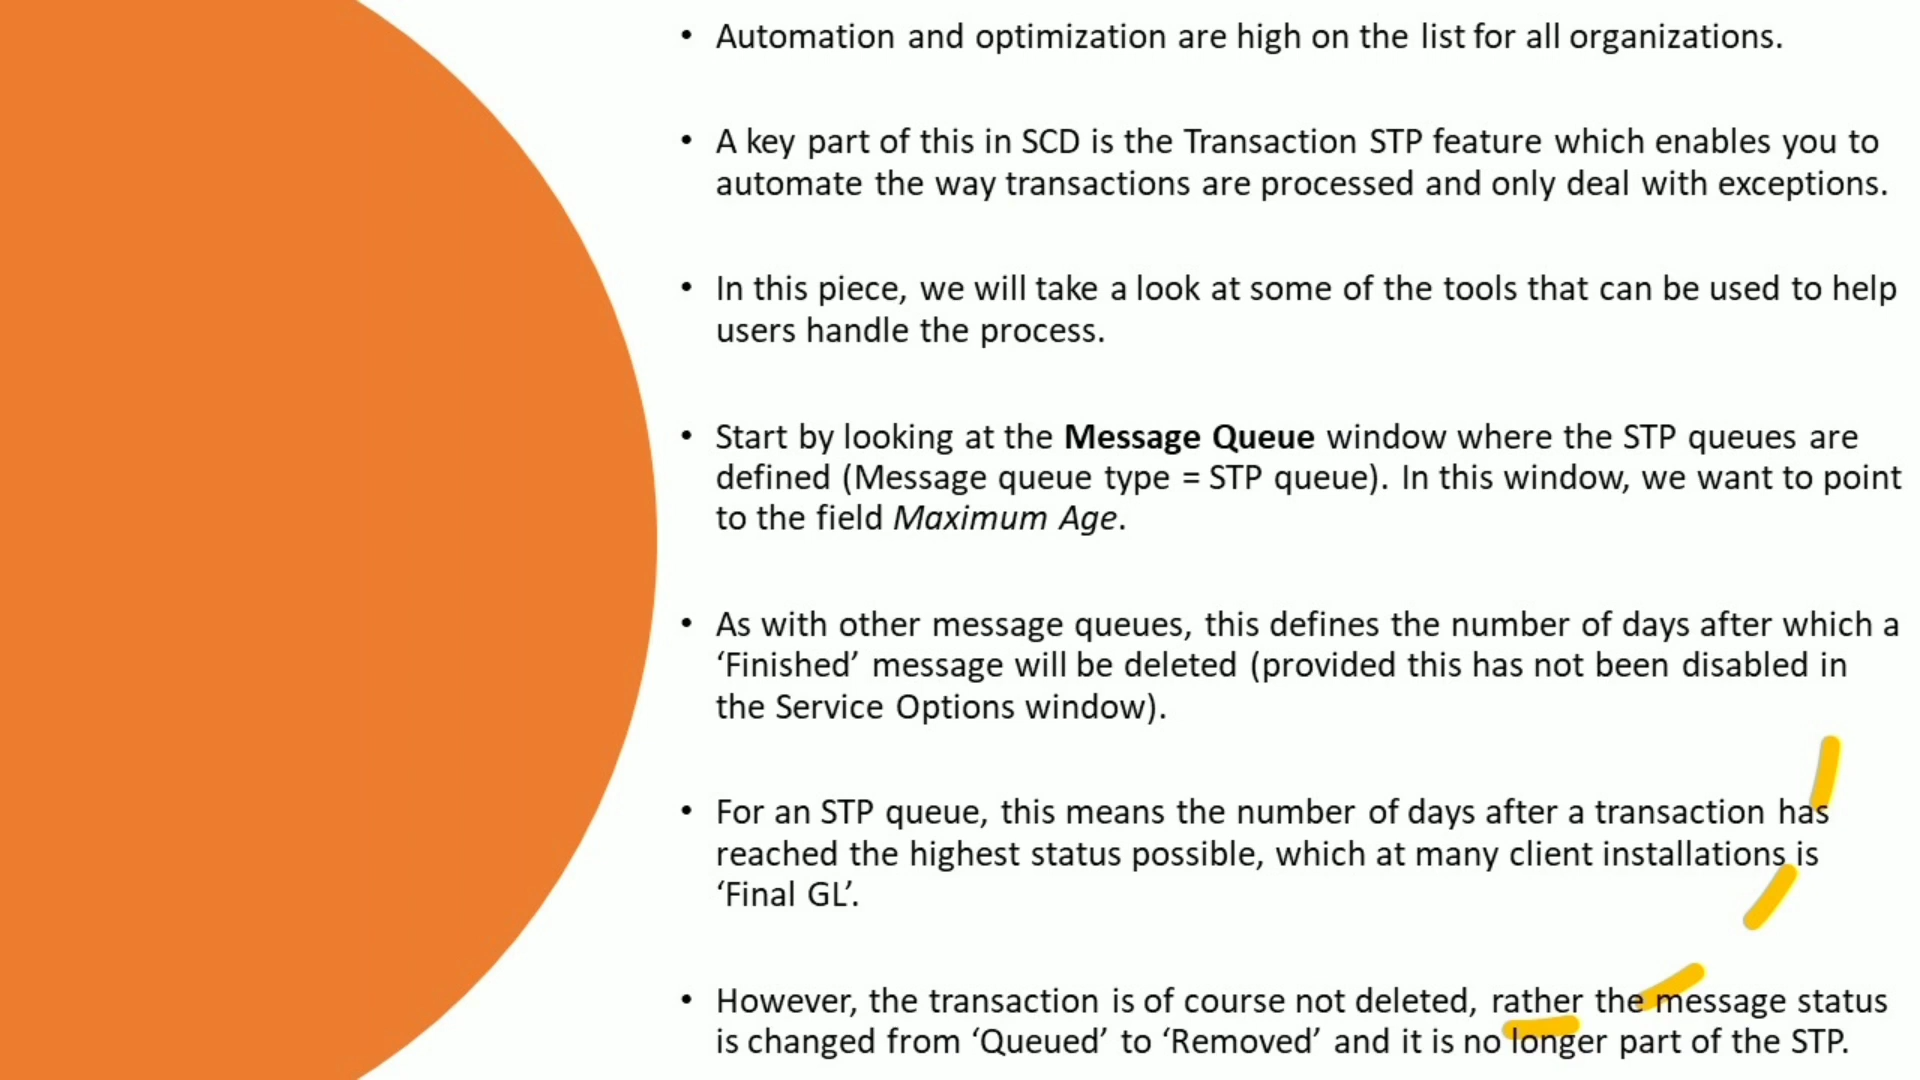 • Automation and optimization are high on the list for all organizations.
• A key part of this in SCD is the Transaction STP feature which enables you to
automate the way transactions are processed and only deal with exceptions.
• In this piece, we will take a look at some of the tools that can be used to help
users handle the process.
• Start by looking at the Message Queue window where the STP queues are
defined (Message queue type = STP queue). In this window, we want to point
to the field Maximum Age.
• As with other message queues, this defines the number of days after which a
‘Finished’ message will be deleted (provided this has not been disabled in
the Service Options window).
• For an STP queue, this means the number of days after a transaction has
reached the highest status possible, which at many client installations is
‘Final GL’.
• However, the transaction is of course not deleted, rather the message status
is changed from ‘Queued’ to ‘Removed’ and it is no longer part of the STP.